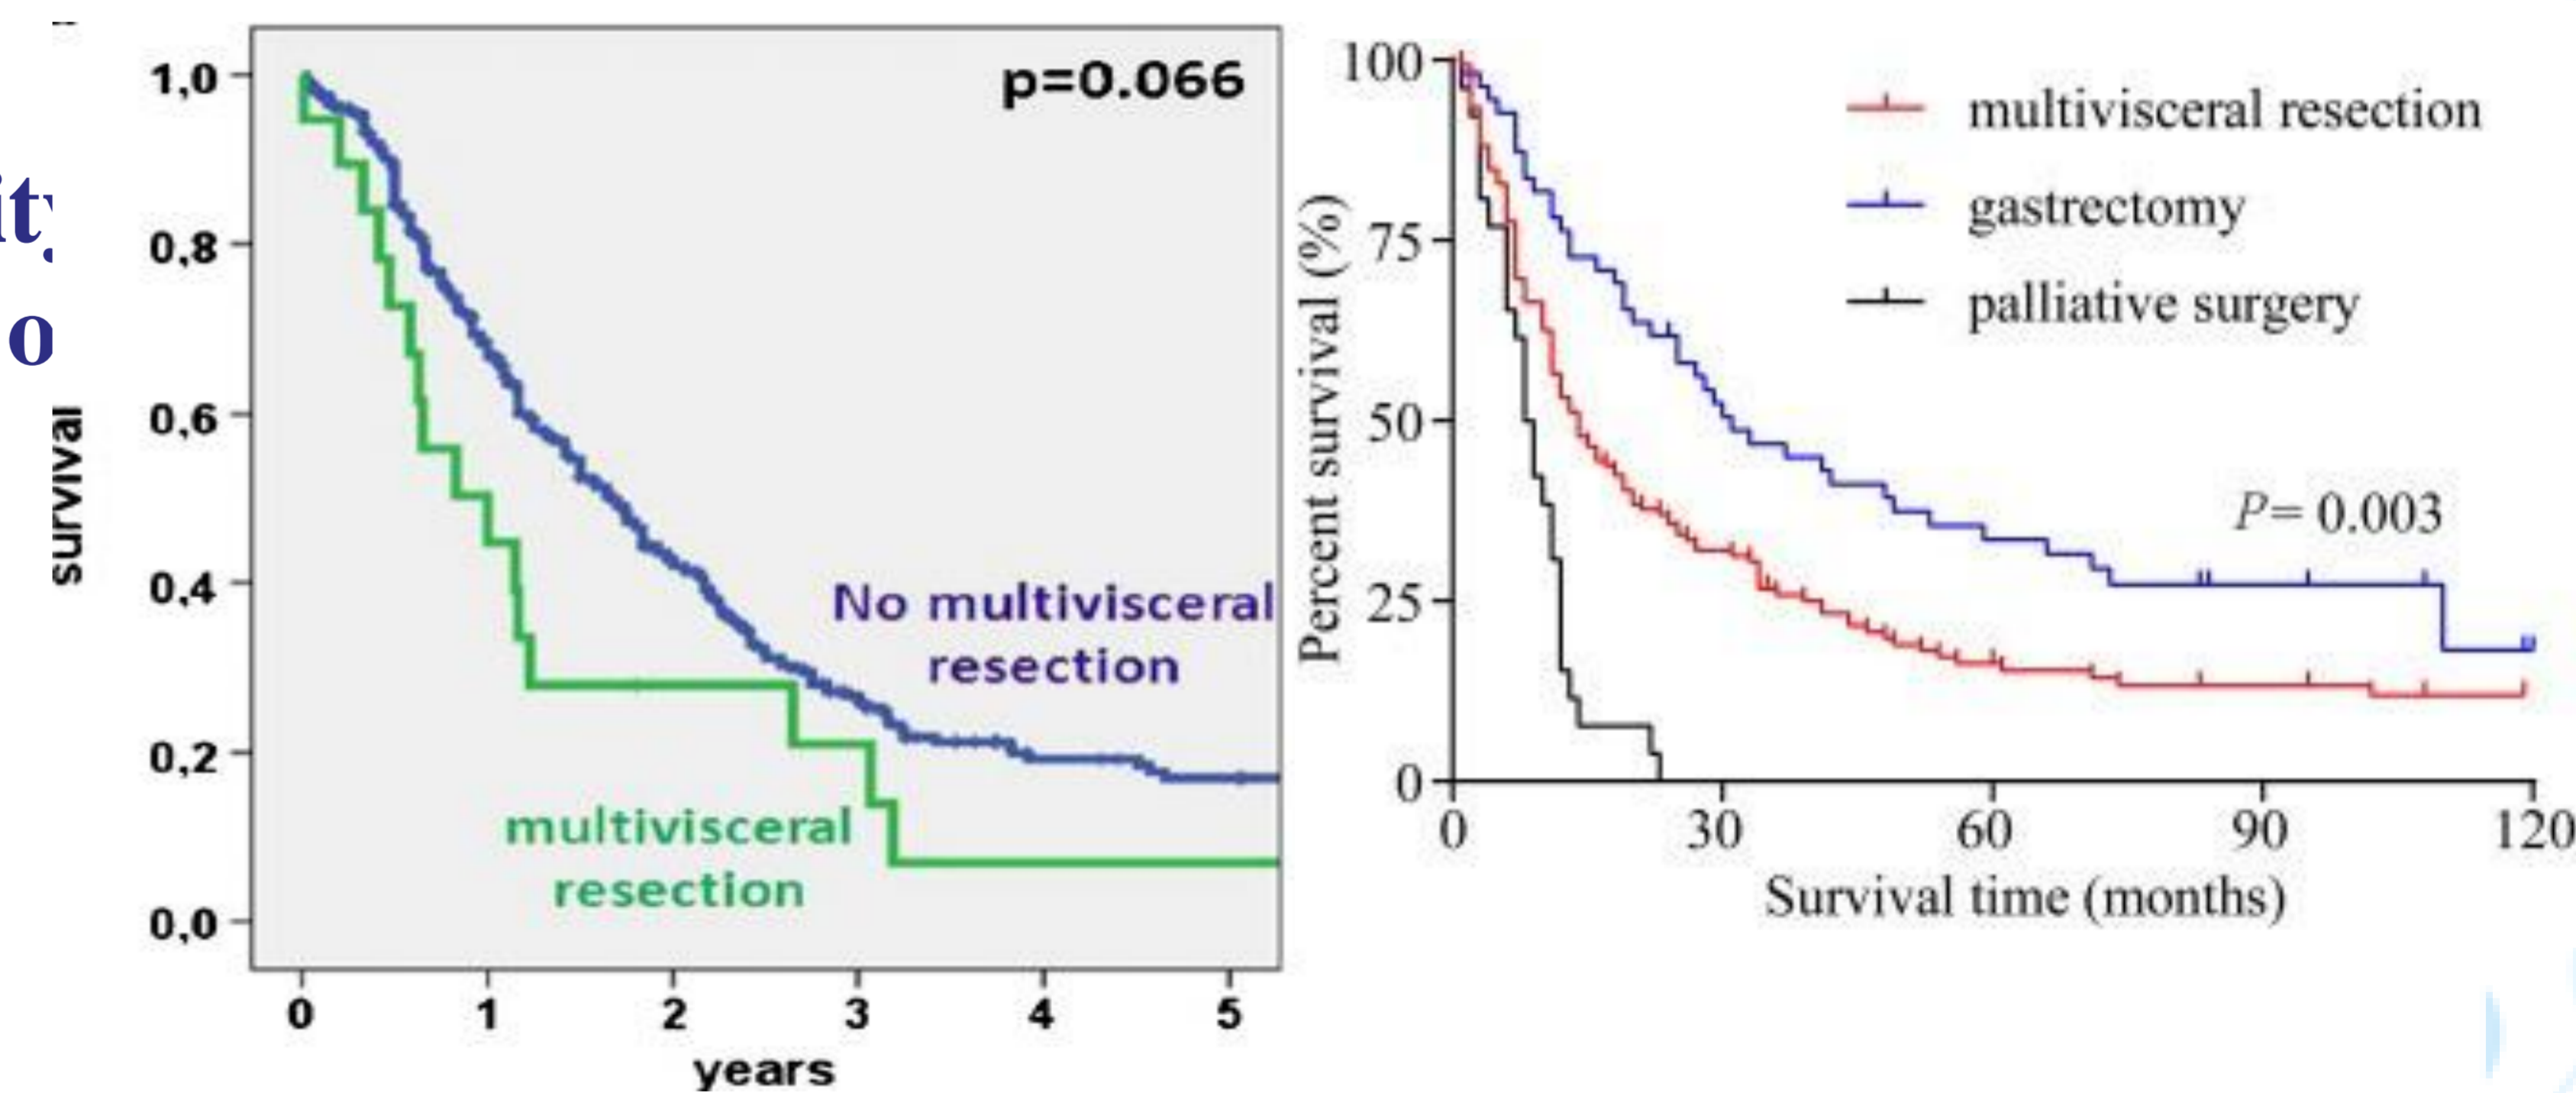 o
survival
1,0
0,8
0,6
0,4
0,2
0,0
p=0.066
No multivisceral
resection
multivisceral
resection
0 1 2 3 4 5
years
Percent survival (%)
100
75
50
25
0
multivisceral resection
gastrectomy
palliative surgery
P= 0.003
0 30 60 90 120
Survival time (months)